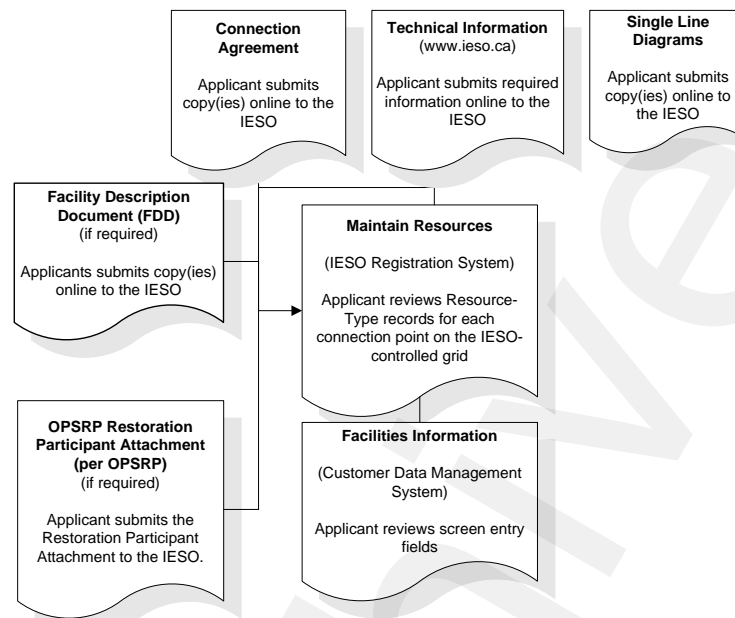 Connection
Agreement
Applicant submits
copy(ies) online to the
IESO
Technical Information
(www.ieso.ca)
Applicant submits required
information online to the
IESO
Single Line
Diagrams
Applicant submits
copy(ies) online to
the IESO
Facility Description
Document (FDD)
(if required)
Applicants submits copy(ies)
online to the IESO
Maintain Resources
(IESO Registration System)
Applicant reviews Resource-
Type records for each
connection point on the IESO-
controlled grid
OPSRP Restoration
Participant Attachment
(per OPSRP)
(if required)
Applicant submits the
Restoration Participant
Attachment to the IESO.
Facilities Information
(Customer Data Management
System)
Applicant reviews screen entry
fields